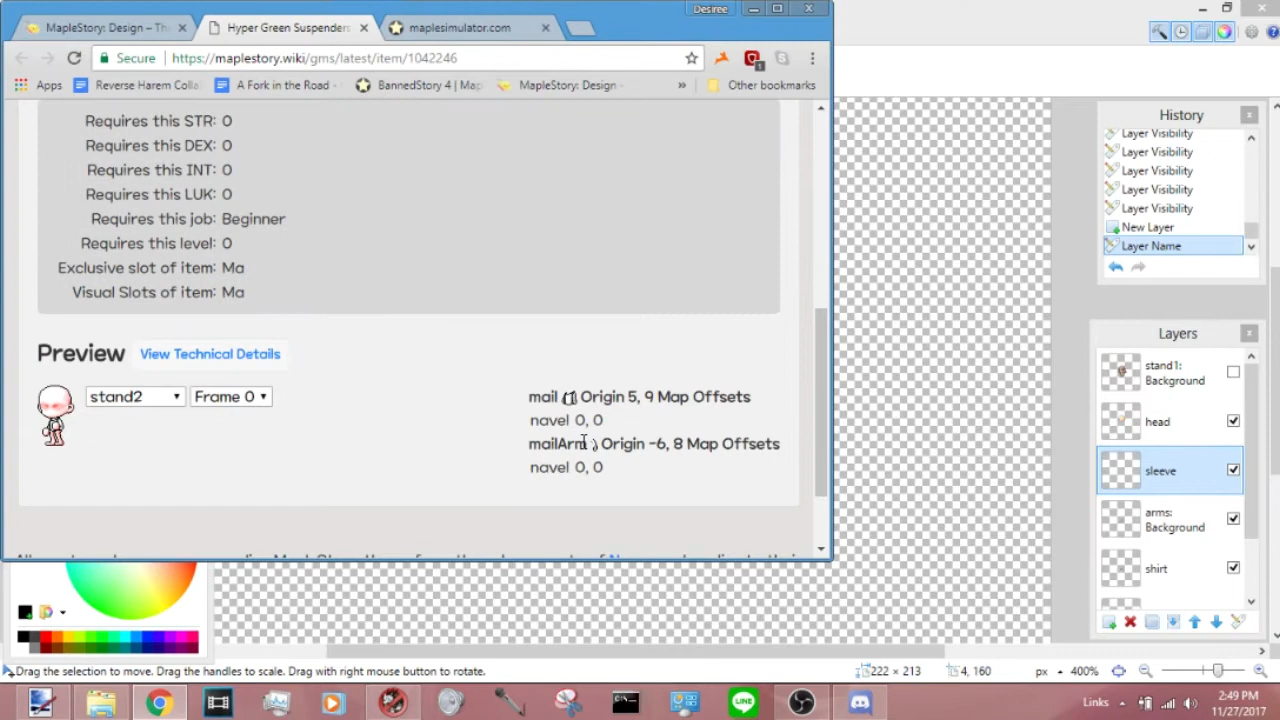 Desiree
MapleStory: Design – Th
Hyper Green Suspenders
maplesimulator.com
Secure https://maplestory.wiki/gms/latest/item/1042246
1
Apps Reverse Harem Colla A Fork in the Road - BannedStory 4 | Map MapleStory: Design » Other bookmarks
Requires this STR: 0
Requires this DEX: 0
Requires this INT: 0
Requires this LUK: 0
Requires this job: Beginner
Requires this level: 0
Exclusive slot of item: Ma
Visual Slots of item: Ma
Preview View Technical Details
stand2 Frame 0
mail Origin 5, 9 Map Offsets
navel 0, 0
mailArm Origin -6, 8 Map Offsets
navel 0, 0
History
Layer Visibility
Layer Visibility
Layer Visibility
Layer Visibility
Layer Visibility
New Layer
Layer Name
Layers
stand1:
Background
head
sleeve
arms:
Background
shirt
Drag the selection to move. Drag the handles to scale. Drag with right mouse button to rotate.
222 × 213 4, 160 px 400%
Links
2:49 PM
11/27/2017